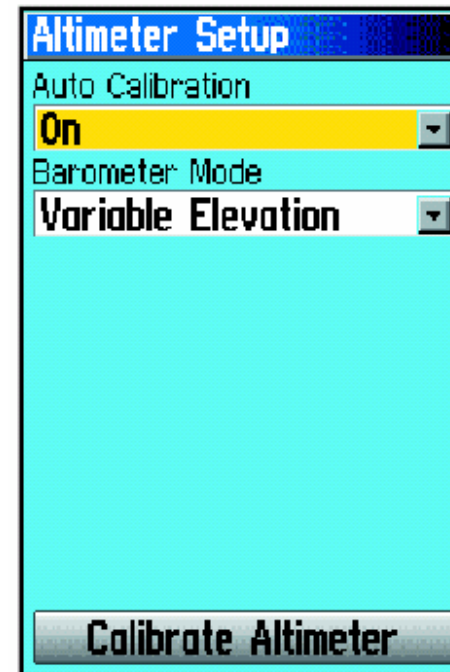 Altimeter Setup
Auto Calibration
On
Barometer Mode
Variable Elevation
Calibrate Altimeter